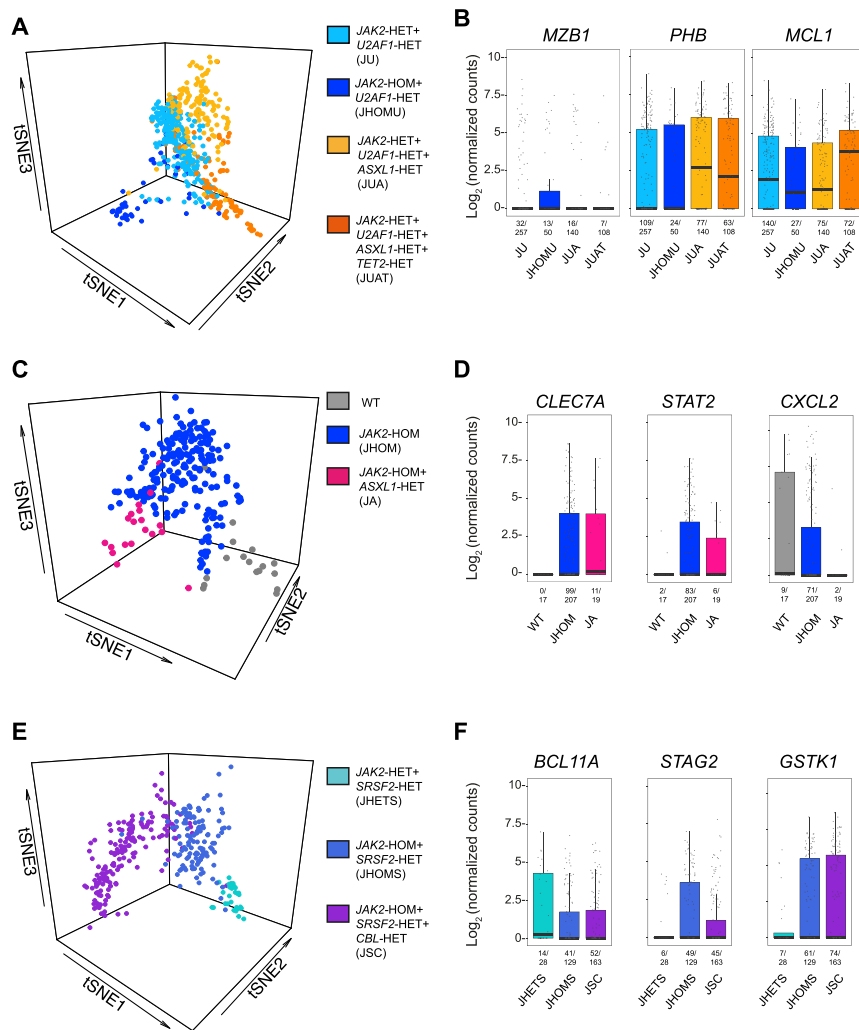 A
tSNE3
tSNE1
tSNE2
JAK2-HET+
U2AF1-HET
(JU)
JAK2-HOM+
U2AF1-HET
(JHOMU)
JAK2-HET+
U2AF1-HET+
ASXL1-HET
(JUA)
JAK2-HET+
U2AF1-HET+
ASXL1-HET+
TET2-HET
(JUAT)
B
MZB1 PHB MCL1
Log2 (normalized counts)
10
7.5
5
2.5
0
32/ 13/ 16/ 7/ 109/ 24/ 77/ 63/ 140/ 27/ 75/ 72/
257 50 140 108 257 50 140 108 257 50 140 108
JU JHOMU JUA JUAT JU JHOMU JUA JUAT JU JHOMU JUA JUAT
C
tSNE3
tSNE1
tSNE2
WT
JAK2-HOM
(JHOM)
JAK2-HOM+
ASXL1-HET
(JA)
D
CLEC7A STAT2 CXCL2
Log2 (normalized counts)
10
7.5
5
2.5
0
0/ 99/ 11/ 2/ 83/ 6/ 9/ 71/ 2/
17 207 19 17 207 19 17 207 19
WT JHOM JA WT JHOM JA WT JHOM JA
E
tSNE3
tSNE1
tSNE2
JAK2-HET+
SRSF2-HET
(JHETS)
JAK2-HOM+
SRSF2-HET
(JHOMS)
JAK2-HOM+
SRSF2-HET+
CBL-HET
(JSC)
F
BCL11A STAG2 GSTK1
Log2 (normalized counts)
10
7.5
5
2.5
0
14/ 41/ 52/ 6/ 49/ 45/ 7/ 61/ 74/
28 129 163 28 129 163 28 129 163
JHETS JHOMS JSC JHETS JHOMS JSC JHETS JHOMS JSC